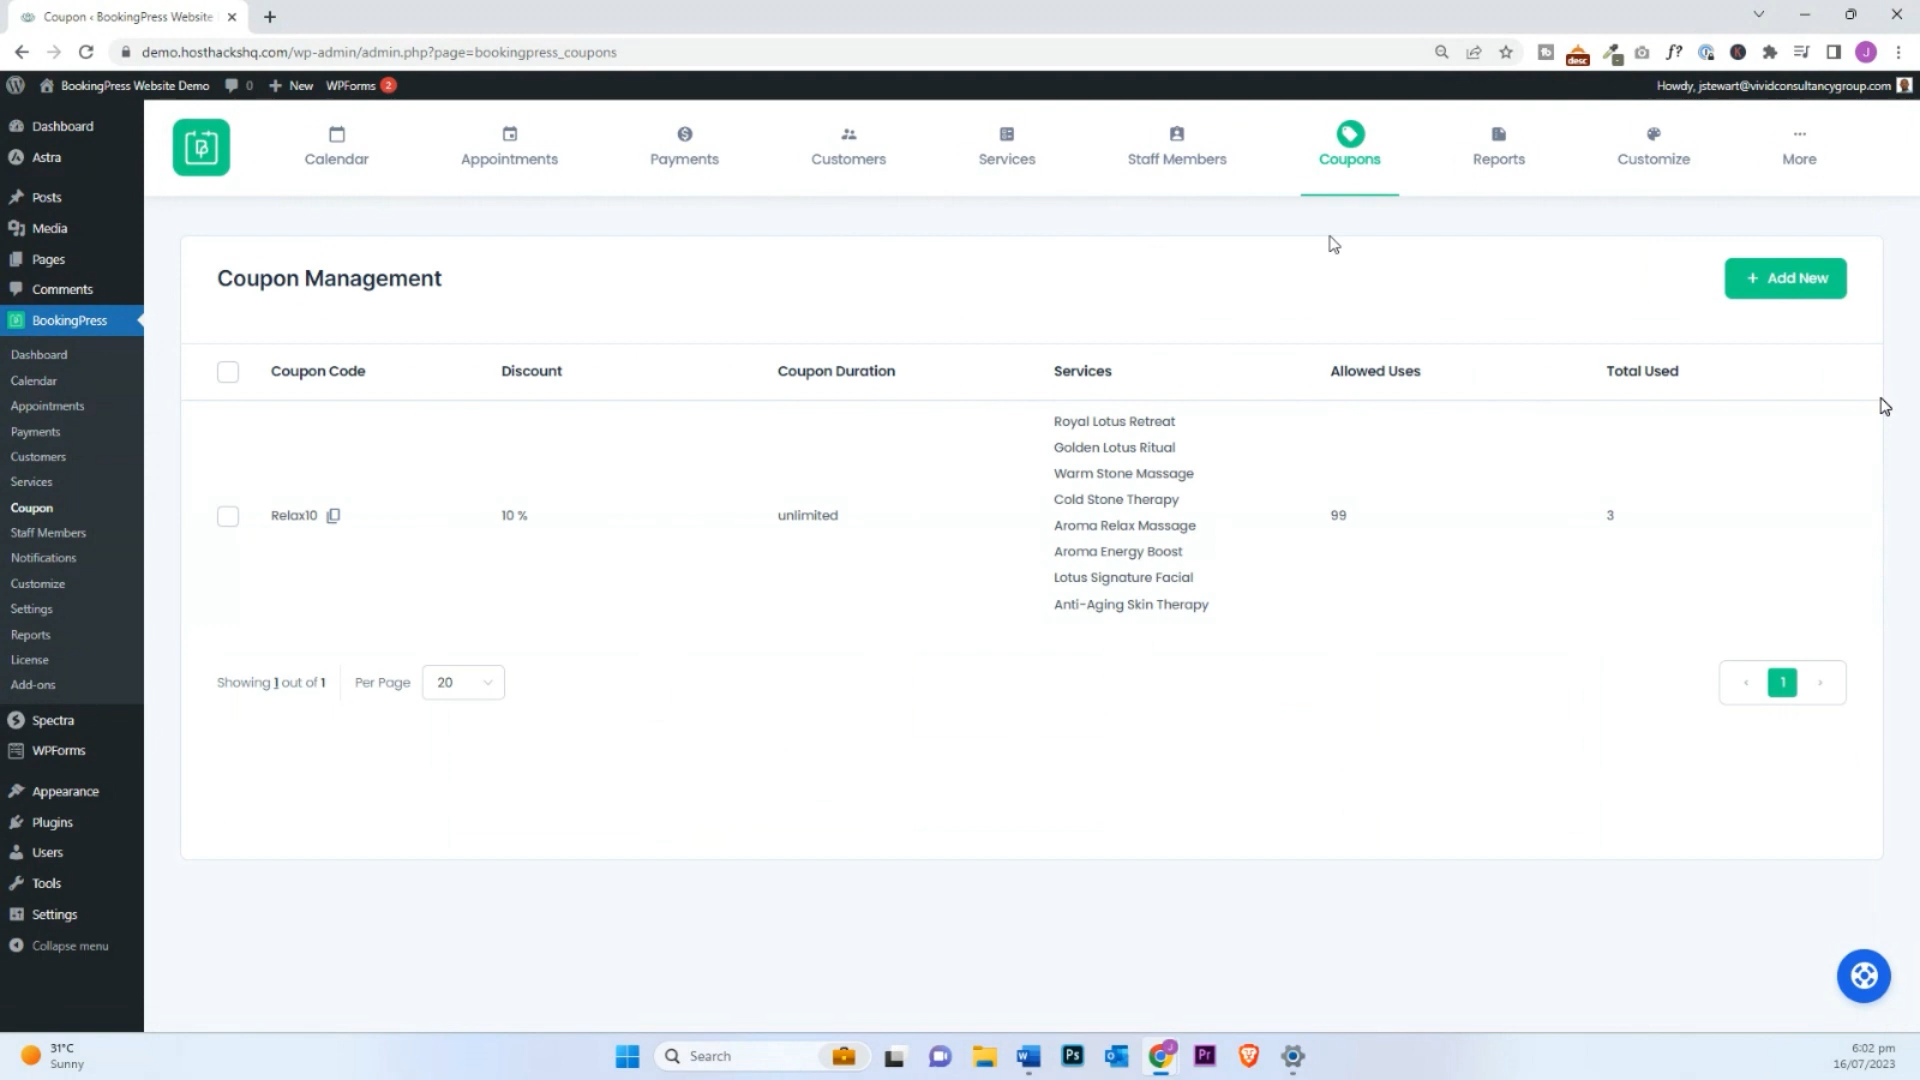 Coupon ‹ BookingPress Website
demo.hosthackshq.com/wp-admin/admin.php?page=bookingpress_coupons
desc
f?
J
BookingPress Website Demo
0
New
WPForms 2
Howdy, jstewart@vividconsultancygroup.com
Dashboard
Astra
Posts
Media
Pages
Comments
BookingPress
Dashboard
Calendar
Appointments
Payments
Customers
Services
Coupon
Staff Members
Notifications
Customize
Settings
Reports
License
Add-ons
Spectra
WPForms
Appearance
Plugins
Users
Tools
Settings
Collapse menu
Calendar
Appointments
Payments
Customers
Services
Staff Members
Coupons
Reports
Customize
More
Coupon Management
+ Add New
Coupon Code Discount Coupon Duration Services Allowed Uses Total Used
Relax10 10 % unlimited
Royal Lotus Retreat
Golden Lotus Ritual
Warm Stone Massage
Cold Stone Therapy
Aroma Relax Massage
Aroma Energy Boost
Lotus Signature Facial
Anti-Aging Skin Therapy
99 3
Showing 1 out of 1
Per Page 20
1
31°C
Sunny
Search
Ps
Pr
6:02 pm
16/07/2023